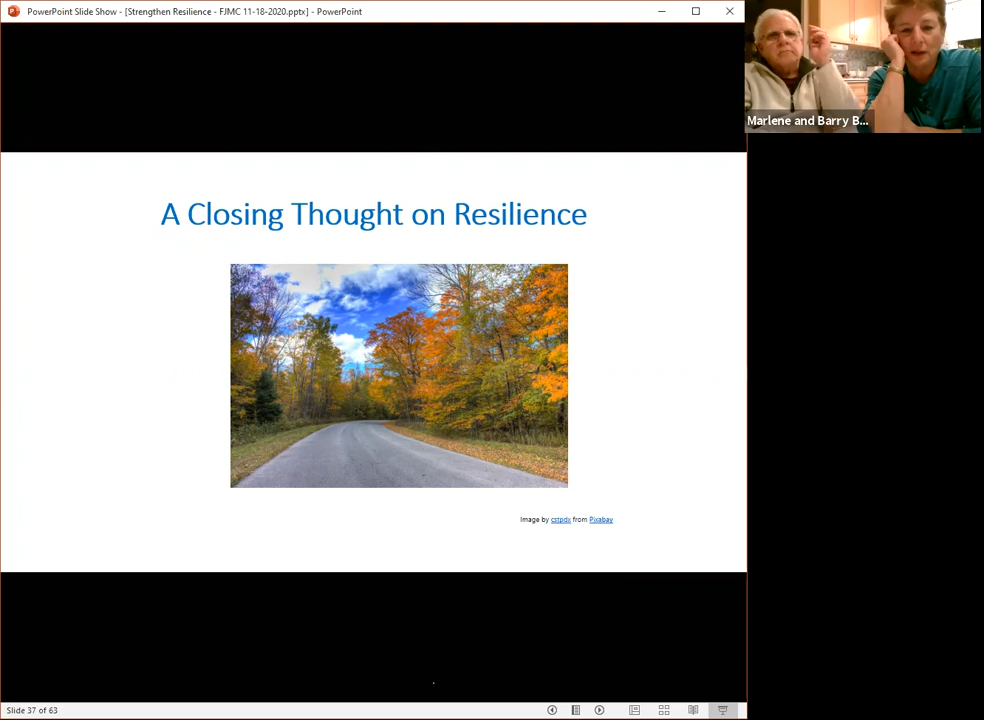 PowerPoint Slide Show - [Strengthen Resilience - FJMC 11-18-2020.pptx] - PowerPoint
Marlene and Barry B...
A Closing Thought on Resilience
Image by cstpdx from Pixabay
Slide 37 of 63